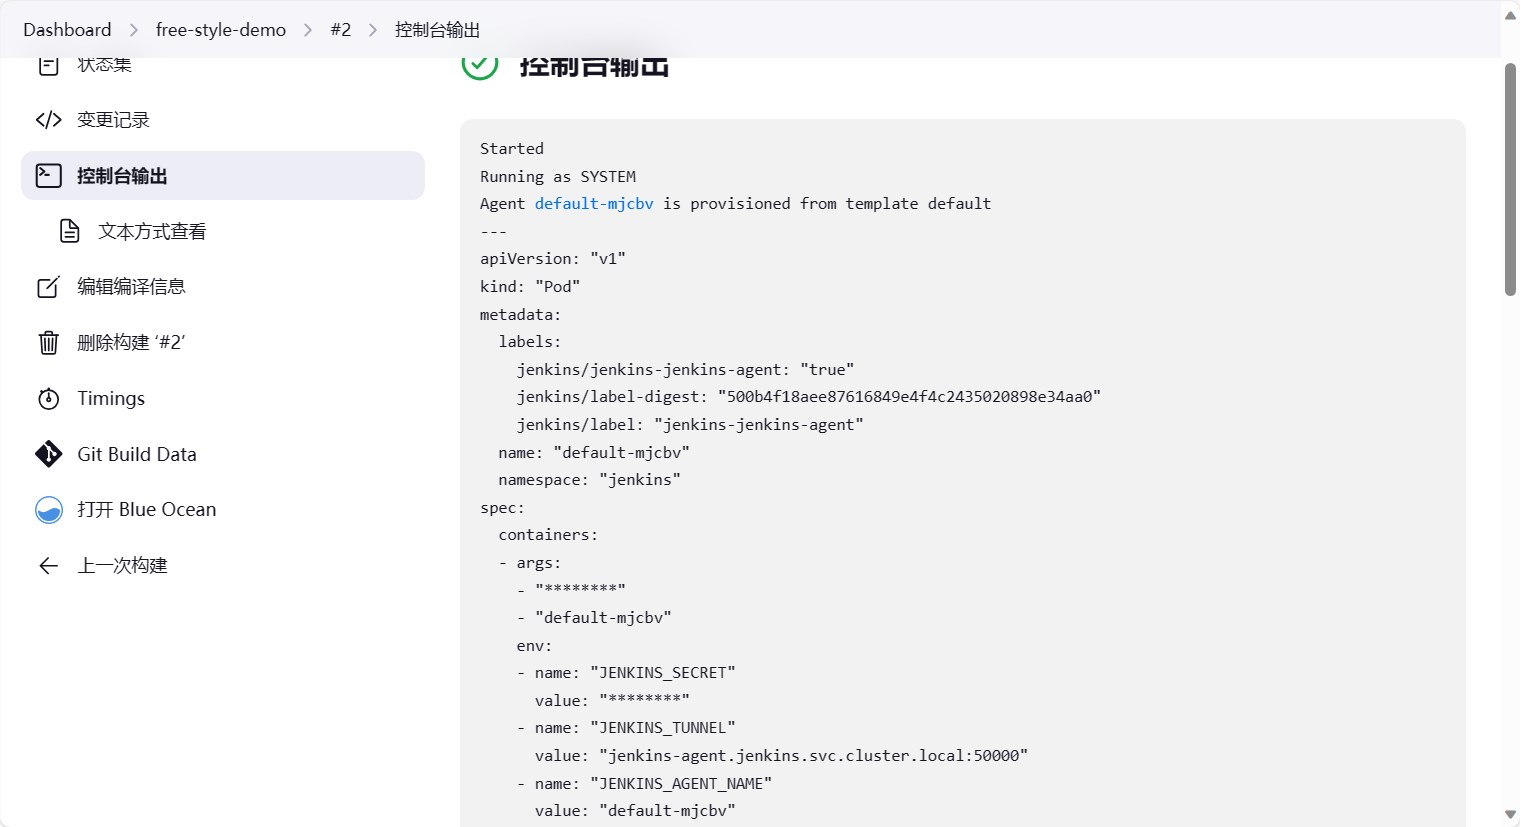 Dashboard > free-style-demo > #2 > 控制台输出
状态集
变更记录
控制台输出
文本方式查看
编辑编译信息
删除构建 ‘#2’
Timings
Git Build Data
打开 Blue Ocean
上一次构建
控制台输出
Started
Running as SYSTEM
Agent default-mjcbv is provisioned from template default
---
apiVersion: "v1"
kind: "Pod"
metadata:
  labels:
    jenkins/jenkins-jenkins-agent: "true"
    jenkins/label-digest: "500b4f18aee87616849e4f4c2435020898e34aa0"
    jenkins/label: "jenkins-jenkins-agent"
  name: "default-mjcbv"
  namespace: "jenkins"
spec:
  containers:
  - args:
    - "********"
    - "default-mjcbv"
    env:
    - name: "JENKINS_SECRET"
      value: "********"
    - name: "JENKINS_TUNNEL"
      value: "jenkins-agent.jenkins.svc.cluster.local:50000"
    - name: "JENKINS_AGENT_NAME"
      value: "default-mjcbv"